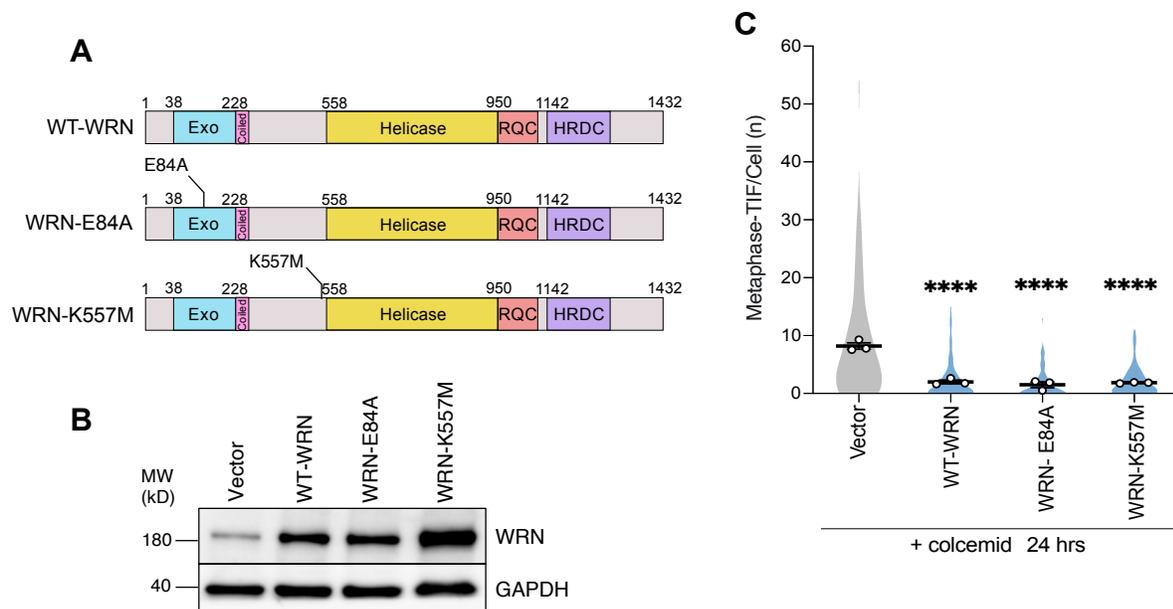 A
1 38 228 558 950 1142 1432
WT-WRN Exo Coiled Helicase RQC HRDC
E84A
1 38 228 558 950 1142 1432
WRN-E84A Exo Coiled Helicase RQC HRDC
K557M
1 38 228 558 950 1142 1432
WRN-K557M Exo Coiled Helicase RQC HRDC
B
Vector
WT-WRN
WRN-E84A
WRN-K557M
MW
(kD)
180 WRN
40 GAPDH
C
Metaphase-TIF/Cell (n)
60
50
40
30
20
10
0
**** **** ****
Vector
WT-WRN
WRN- E84A
WRN-K557M
+ colcemid 24 hrs